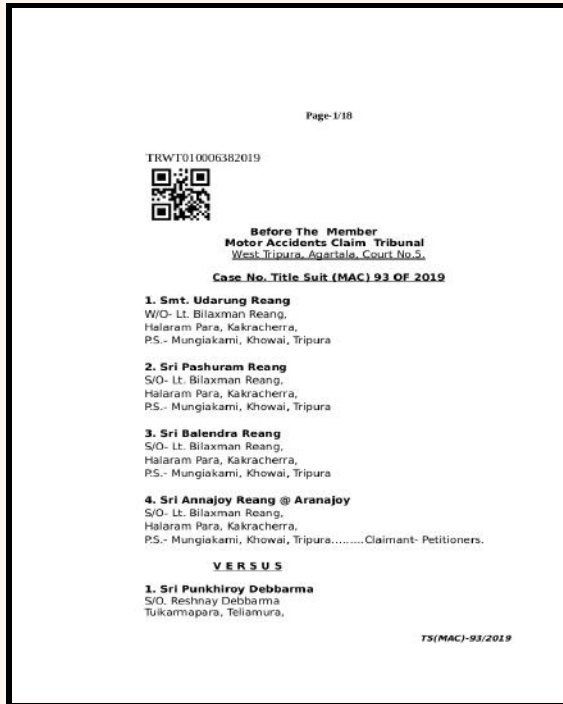 Page-1/18
TRWT010006382019
Before The Member
Motor Accidents Claim Tribunal
West Tripura, Agartala, Court No.5.
Case No. Title Suit (MAC) 93 OF 2019
1. Smt. Udarung Reang
W/O- Lt. Bilaxman Reang,
Halaram Para, Kakracherra,
P.S.- Mungiakami, Khowai, Tripura
2. Sri Pashuram Reang
S/O- Lt. Bilaxman Reang,
Halaram Para, Kakracherra,
P.S.- Mungiakami, Khowai, Tripura
3. Sri Balendra Reang
S/O- Lt. Bilaxman Reang,
Halaram Para, Kakracherra,
P.S.- Mungiakami, Khowai, Tripura
4. Sri Annajoy Reang @ Aranajoy
S/O- Lt. Bilaxman Reang,
Halaram Para, Kakracherra,
P.S.- Mungiakami, Khowai, Tripura.........Claimant- Petitioners.
V E R S U S
1. Sri Punkhiroy Debbarma
S/O. Reshnay Debbarma
Tuikarmapara, Teliamura,
TS(MAC)-93/2019